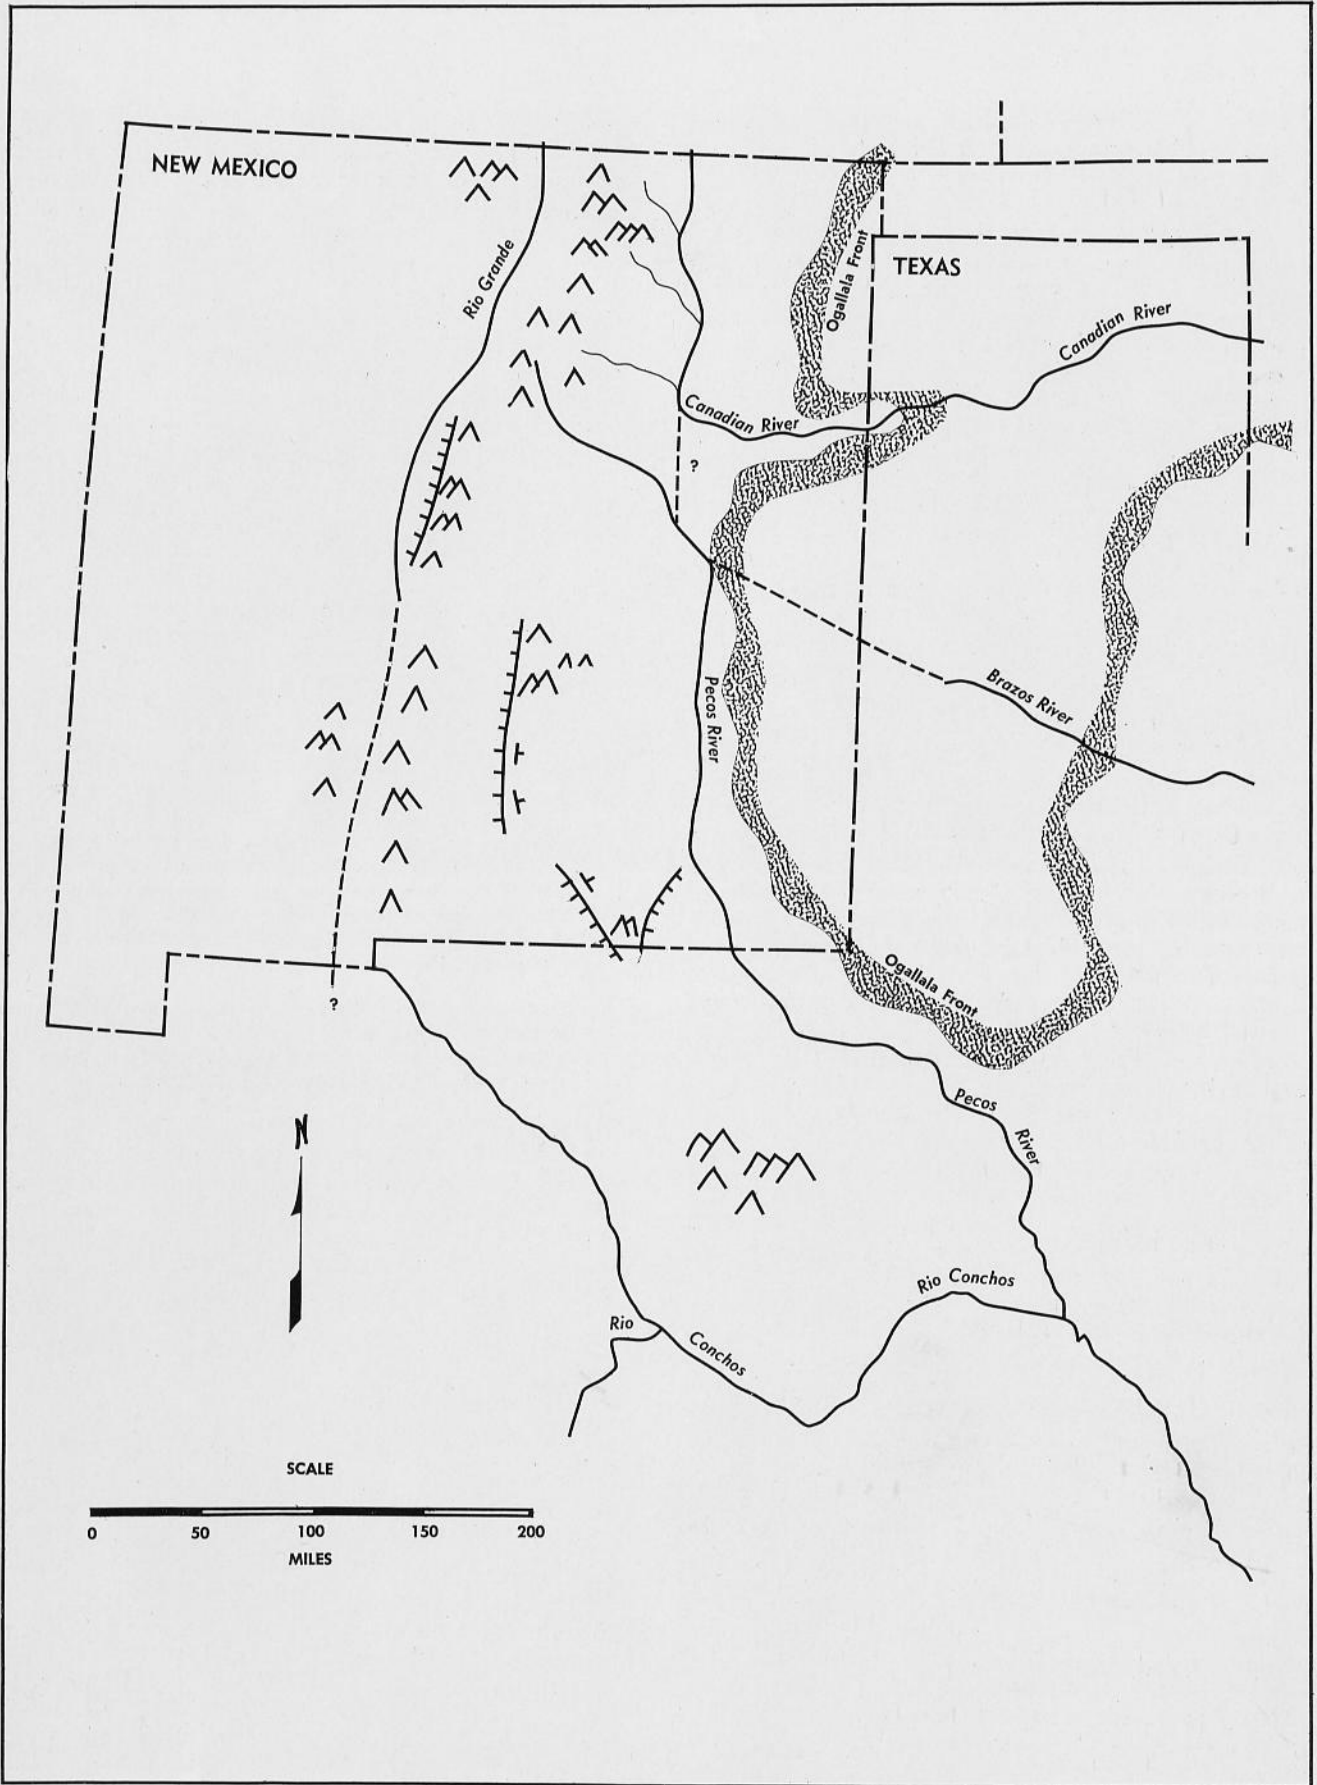 NEW MEXICO
Rio Grande
Ogallala Front
TEXAS
Canadian River
Canadian River
?
Pecos River
Brazos River
Ogallala Front
?
N
Pecos
River
Rio Conchos
Rio
Conchos
SCALE
0 50 100 150 200
MILES